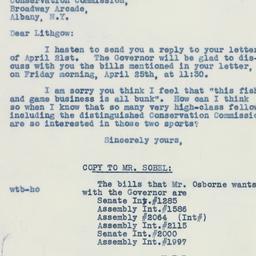 Conservation Commission,
Broadway Arcade,
Albany, N.Y.
Dear Lithgow:
I hasten to send you a reply to your letter
of April 21st. The Governor will be glad to dis-
cuss with you the bills mentioned in your letter,
on Friday morning, April 25th, at 11:30.
I am sorry you think I feel that "this fish
and game business is all bunk". How can I think
so when I know that so many very high-class fellow
including the distinguished Conservation Commissio
are so interested in those two sports?
Sincerely yours,
COPY TO MR. SOBEL:
The bills that Mr. Osborne wants
wtb-ho with the Governor are
Senate Int.#1285
Assembly Int.#1586
Assembly #2064 (Int#)
Assembly Int.#2115
Senate Int.#2000
Assembly Int.#1997